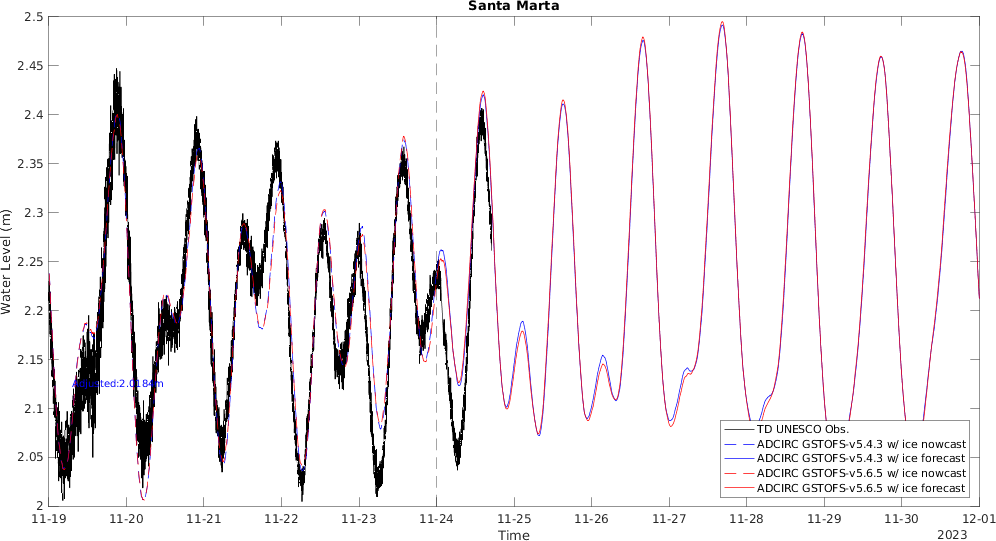 Santa Marta
2.5
2.45
2.4
2.35
2.3
2.25
2.2
2.15
2.1
2.05
2
Water Level (m)
Adjusted:2.0184m
TD UNESCO Obs.
ADCIRC GSTOFS-v5.4.3 w/ ice nowcast
ADCIRC GSTOFS-v5.4.3 w/ ice forecast
ADCIRC GSTOFS-v5.6.5 w/ ice nowcast
ADCIRC GSTOFS-v5.6.5 w/ ice forecast
11-19 11-20 11-21 11-22 11-23 11-24 11-25 11-26 11-27 11-28 11-29 11-30 12-01
Time
2023